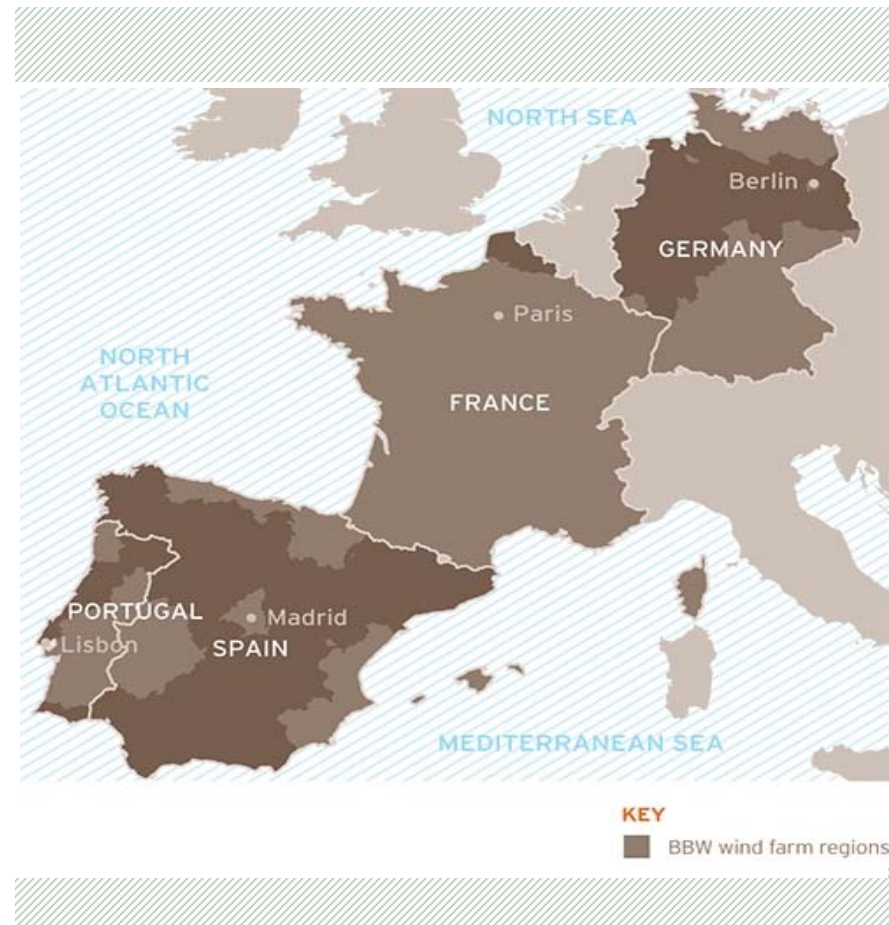 NORTH SEA
Berlin
GERMANY
Paris
NORTH
ATLANTIC
OCEAN
FRANCE
PORTUGAL
Madrid
Lisbon
SPAIN
MEDITERRANEAN SEA
KEY
BBW wind farm regions